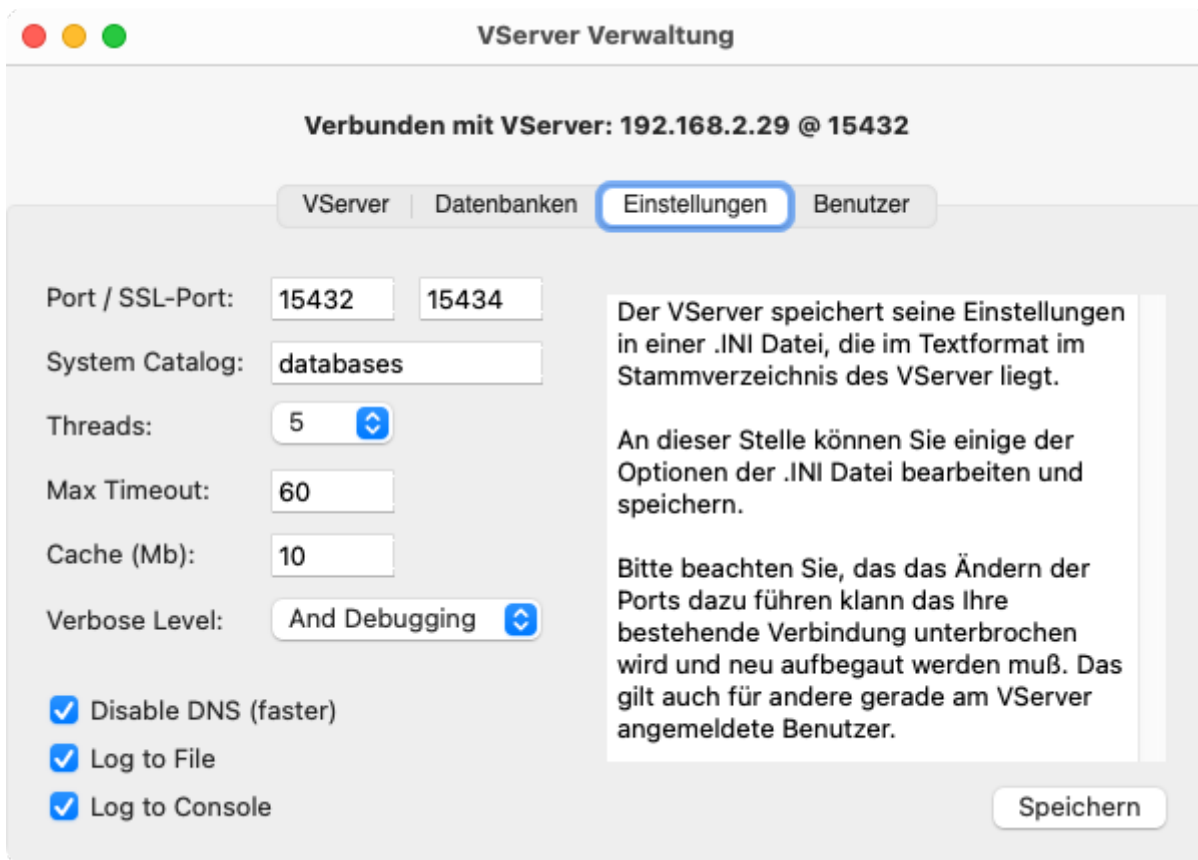 VServer Verwaltung
Verbunden mit VServer: 192.168.2.29 @ 15432
VServer Datenbanken Einstellungen Benutzer
Port / SSL-Port: 15432 15434
System Catalog: databases
Threads: 5
Max Timeout: 60
Cache (Mb): 10
Verbose Level: And Debugging
Disable DNS (faster)
Log to File
Log to Console
Der VServer speichert seine Einstellungen
in einer .INI Datei, die im Textformat im
Stammverzeichnis des VServer liegt.
An dieser Stelle können Sie einige der
Optionen der .INI Datei bearbeiten und
speichern.
Bitte beachten Sie, das das Ändern der
Ports dazu führen klann das Ihre
bestehende Verbindung unterbrochen
wird und neu aufbegaut werden muß. Das
gilt auch für andere gerade am VServer
angemeldete Benutzer.
Speichern